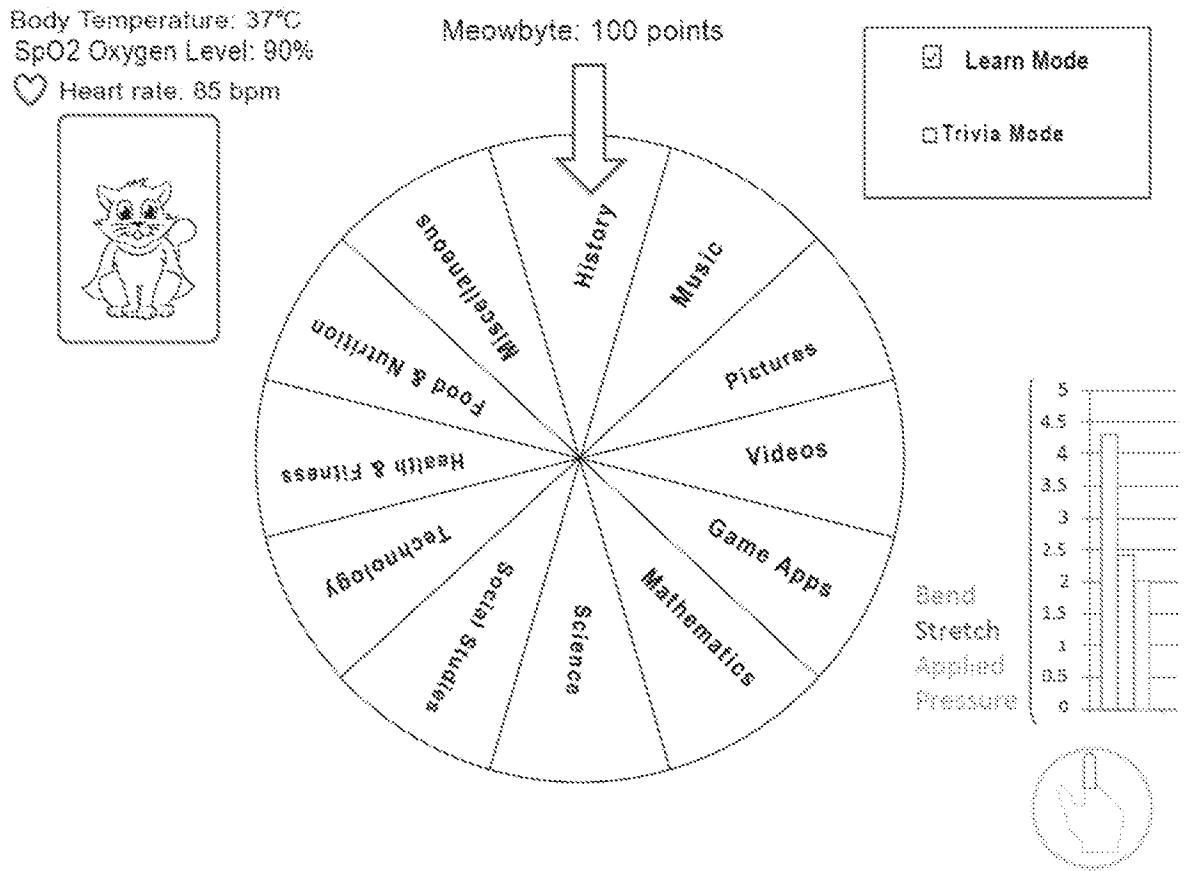 Body Temperature: 37°C
SpO2 Oxygen Level: 90%
Heart rate: 85 bpm
Meowbyte: 100 points
Learn Mode
Trivia Mode
History
Music
Pictures
Videos
Game Apps
Mathematics
Science
Social Studies
Technology
Health & Fitness
Food & Nutrition
Miscellaneous
Bend
Stretch
Applied
Pressure
5
4.5
4
3.5
3
2.5
2
1.5
1
0.5
0